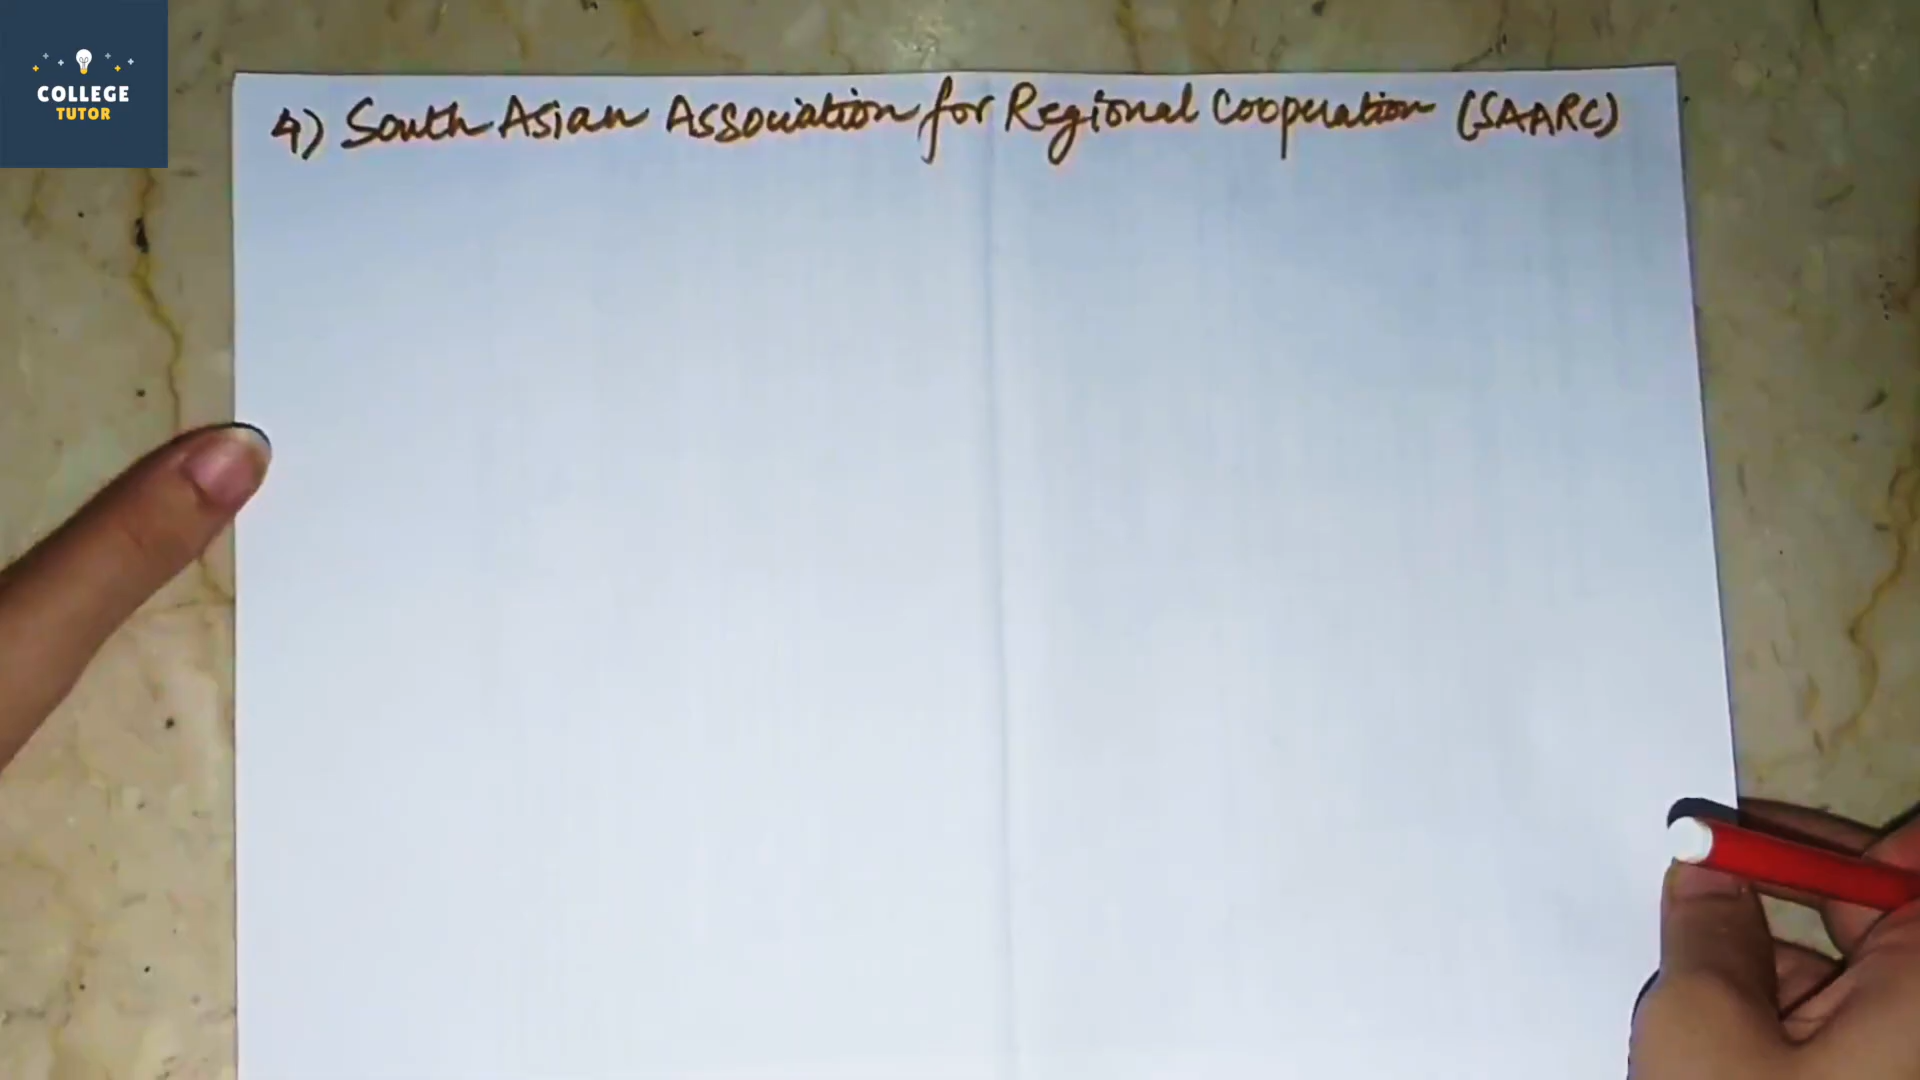 COLLEGE
TUTOR
4) South Asian Association for Regional Cooperation (SAARC)